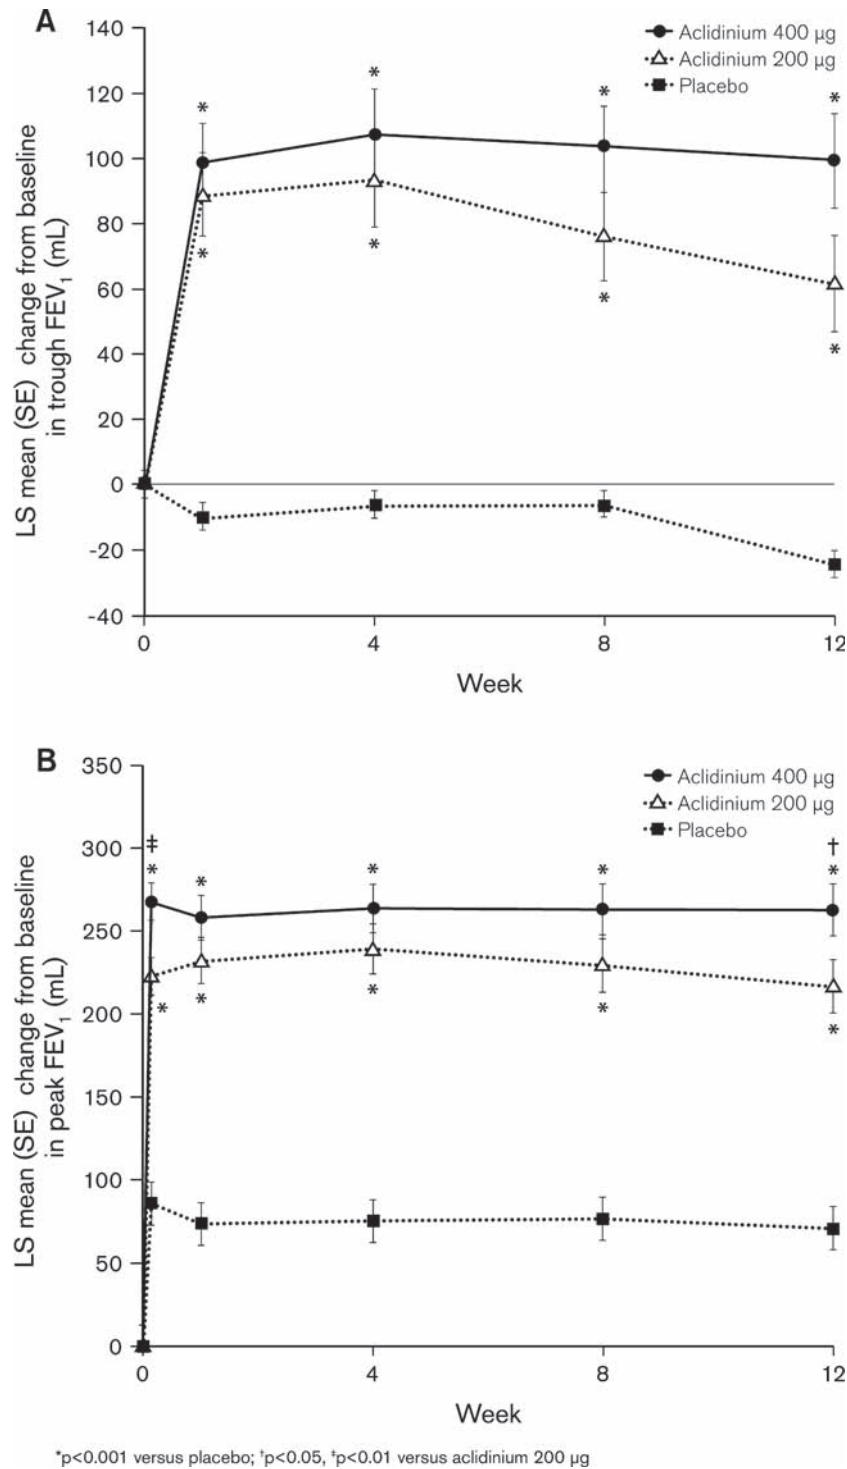 A
Aclidinium 400 µg
Aclidinium 200 µg
Placebo
LS mean (SE) change from baseline
in trough FEV₁ (mL)
140
120
100
80
60
40
20
0
-20
-40
*
*
*
*
*
*
*
*
0 4 8 12
Week
B
Aclidinium 400 µg
Aclidinium 200 µg
Placebo
LS mean (SE) change from baseline
in peak FEV₁ (mL)
350
300
250
200
150
100
50
0
‡ †
* * * * *
* * * * *
0 4 8 12
Week
*p<0.001 versus placebo; †p<0.05, ‡p<0.01 versus aclidinium 200 µg